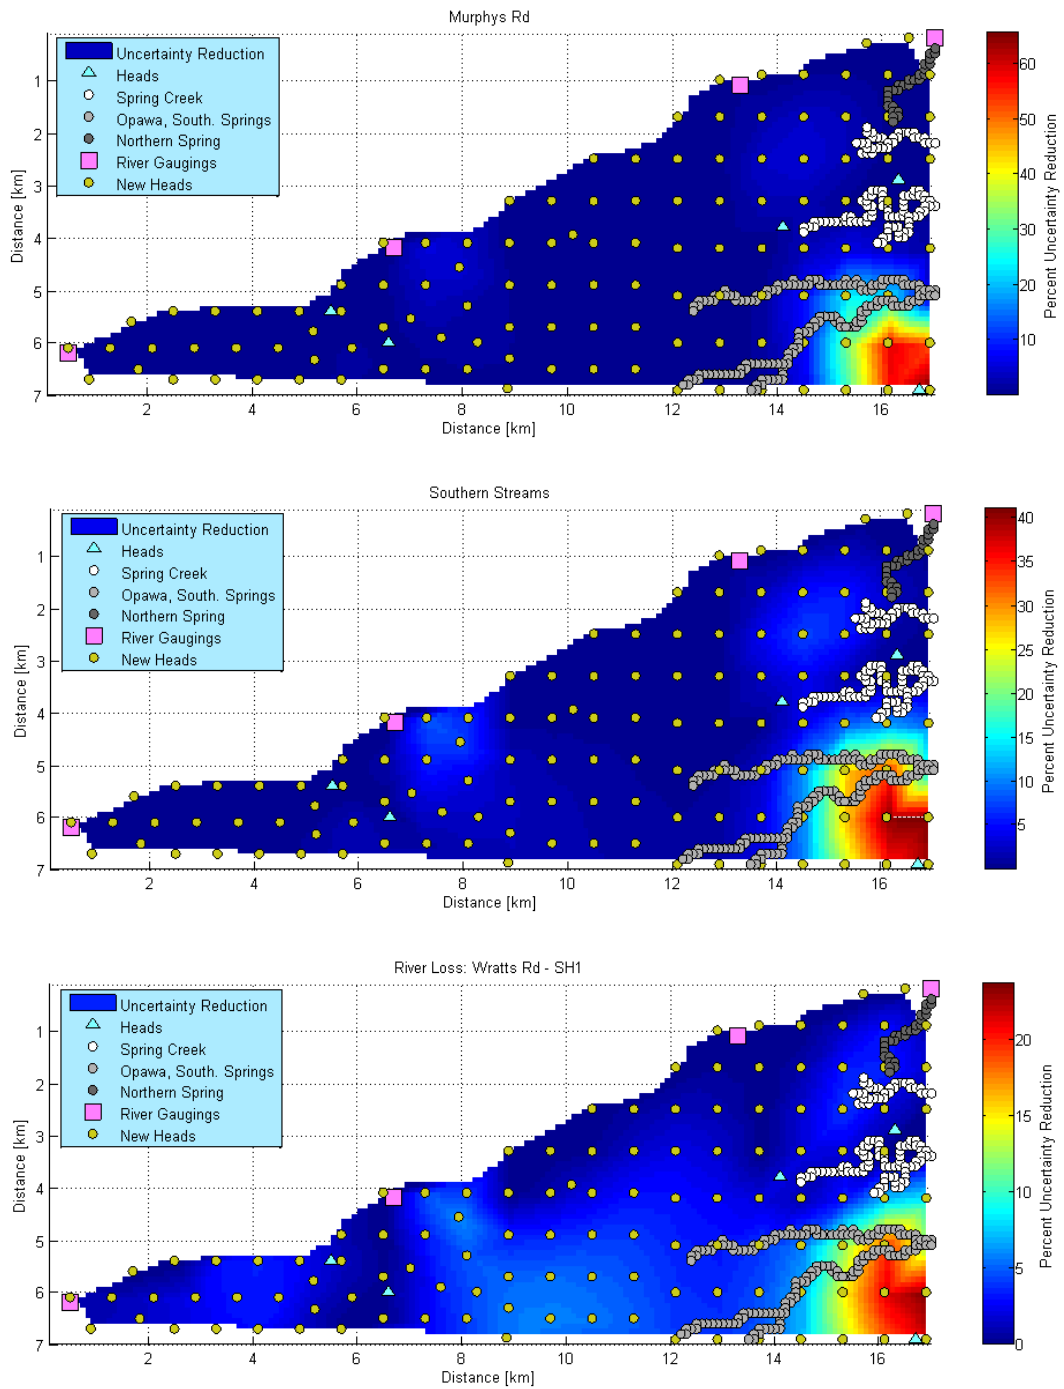 Murphys Rd
Uncertainty Reduction
Heads
Spring Creek
Opawa, South. Springs
Northern Spring
River Gaugings
New Heads
1
2
3
4
5
6
7
Distance [km]
2
4
6
8
10
12
14
16
Distance [km]
60
50
40
30
20
10
Percent Uncertainty Reduction
Southern Streams
Uncertainty Reduction
Heads
Spring Creek
Opawa, South. Springs
Northern Spring
River Gaugings
New Heads
1
2
3
4
5
6
7
Distance [km]
2
4
6
8
10
12
14
16
Distance [km]
40
35
30
25
20
15
10
5
Percent Uncertainty Reduction
River Loss: Wratts Rd - SH1
Uncertainty Reduction
Heads
Spring Creek
Opawa, South. Springs
Northern Spring
River Gaugings
New Heads
1
2
3
4
5
6
7
Distance [km]
2
4
6
8
10
12
14
16
Distance [km]
20
15
10
5
0
Percent Uncertainty Reduction